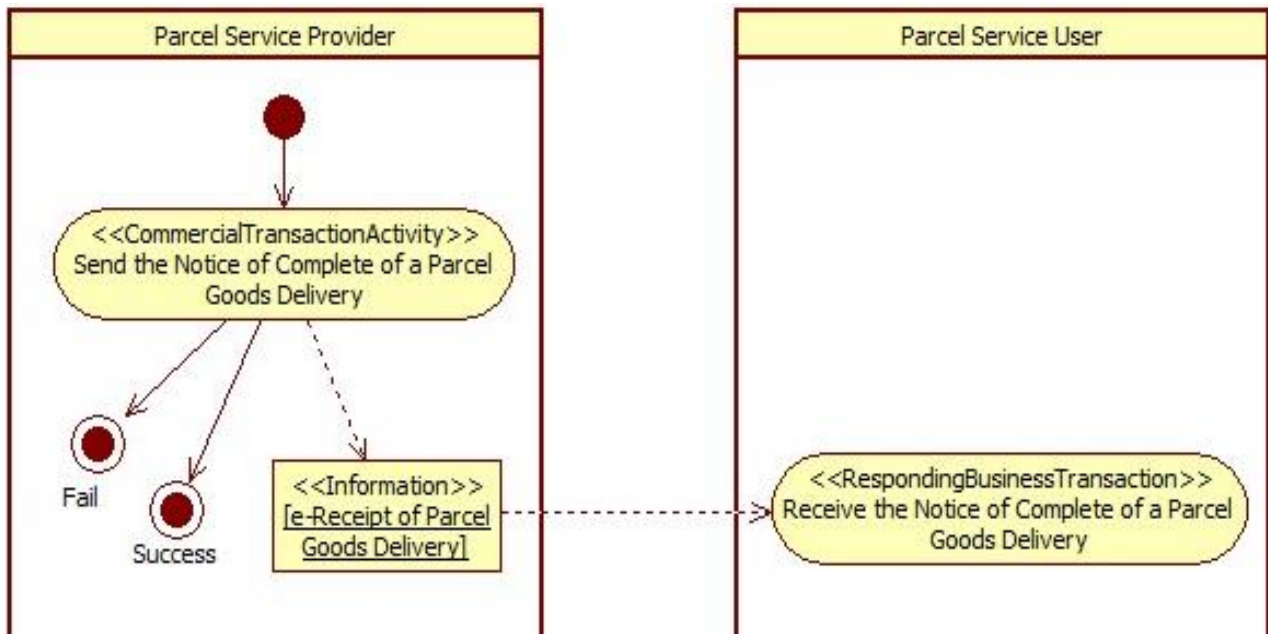 Parcel Service Provider
Parcel Service User
<<CommercialTransactionActivity>>
Send the Notice of Complete of a Parcel
Goods Delivery
Fail
Success
<<Information>>
[e-Receipt of Parcel
Goods Delivery]
<<RespondingBusinessTransaction>>
Receive the Notice of Complete of a Parcel
Goods Delivery